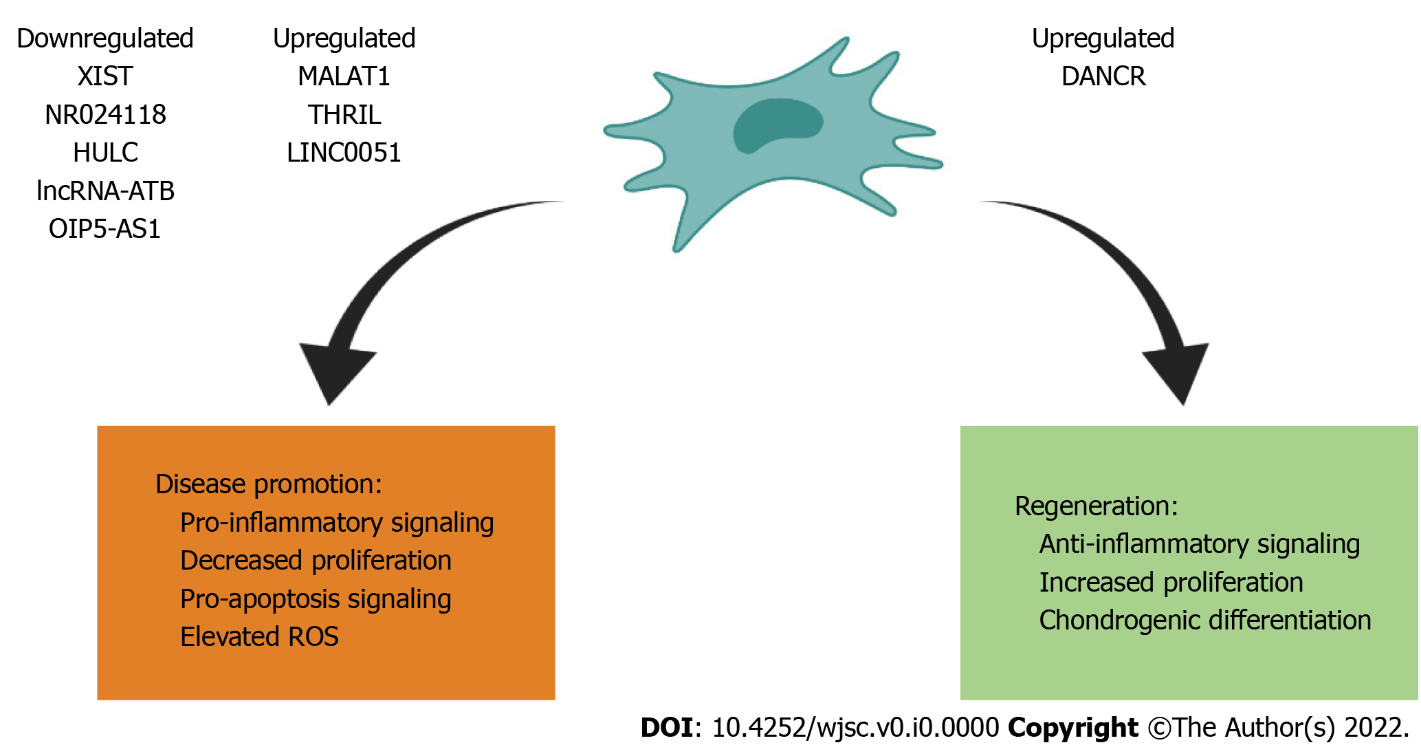 Downregulated
XIST
NR024118
HULC
lncRNA-ATB
OIP5-AS1
Upregulated
MALAT1
THRIL
LINC0051
Upregulated
DANCR
Disease promotion:
Pro-inflammatory signaling
Decreased proliferation
Pro-apoptosis signaling
Elevated ROS
Regeneration:
Anti-inflammatory signaling
Increased proliferation
Chondrogenic differentiation
DOI: 10.4252/wjsc.v0.i0.0000 Copyright ©The Author(s) 2022.